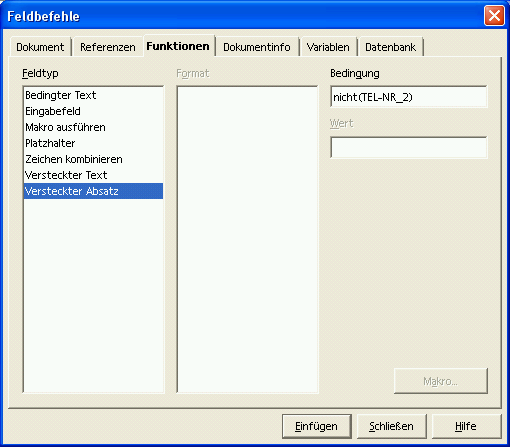 Feldbefehle
Dokument Referenzen Funktionen Dokumentinfo Variablen Datenbank
Feldtyp Format Bedingung
Bedingter Text
Eingabefeld
Makro ausführen
Platzhalter
Zeichen kombinieren
Versteckter Text
Versteckter Absatz
nicht(TEL-NR_2)
Wert
Makro...
Einfügen Schließen Hilfe